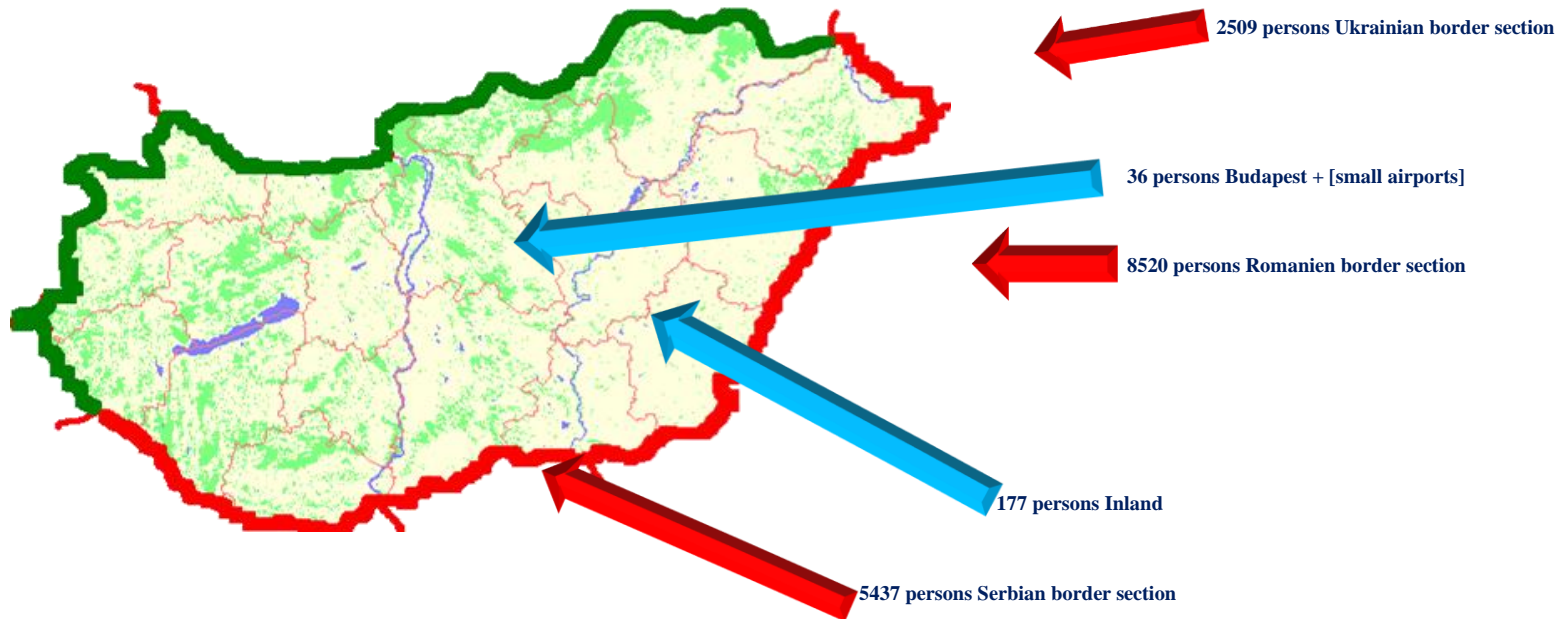 2509 persons Ukrainian border section
36 persons Budapest + [small airports]
8520 persons Romanien border section
177 persons Inland
5437 persons Serbian border section